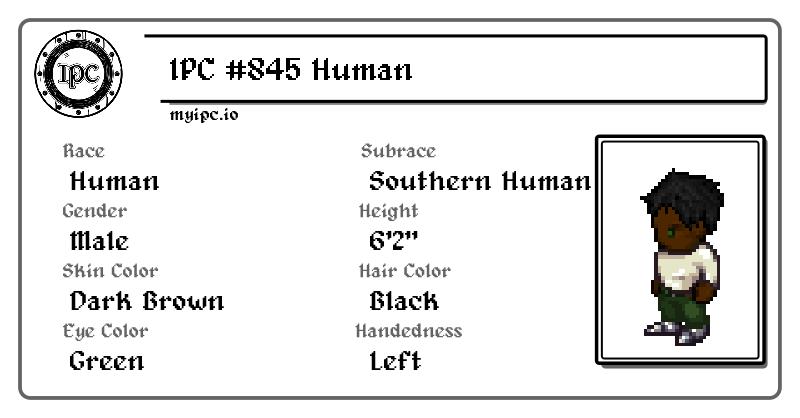 IPC
IPC #845 Human
myipc.io
Race
Subrace
Human
Southern Human
Gender
Height
Male
6'2"
Skin Color
Hair Color
Dark Brown
Black
Eye Color
Handedness
Green
Left